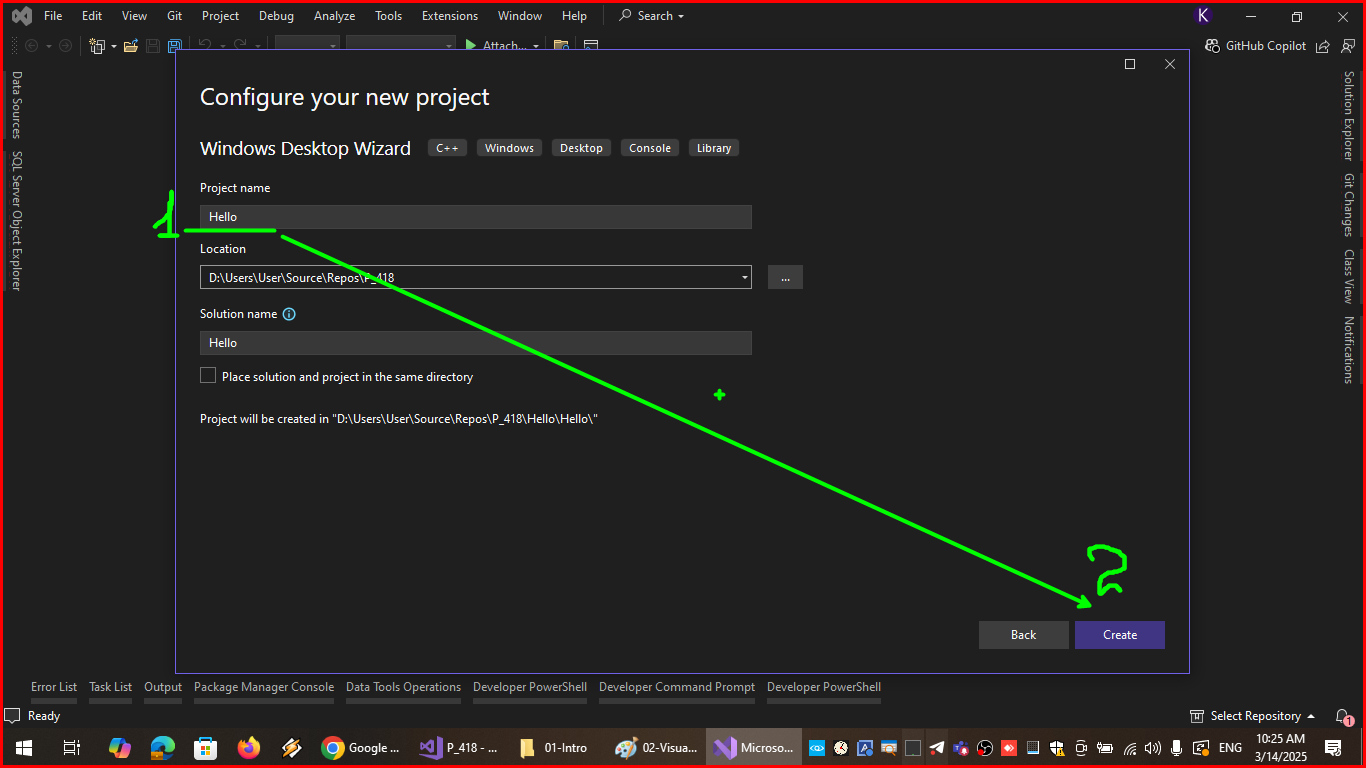 File Edit View Git Project Debug Analyze Tools Extensions Window Help Search K
Attach... GitHub Copilot
Data Sources
SQL Server Object Explorer
Configure your new project
Windows Desktop Wizard C++ Windows Desktop Console Library
Project name
1
Hello
Location
D:\Users\User\Source\Repos\P_418 ...
Solution name
Hello
Place solution and project in the same directory
Project will be created in "D:\Users\User\Source\Repos\P_418\Hello\Hello\"
2
Back Create
Solution Explorer
Git Changes
Class View
Notifications
Error List Task List Output Package Manager Console Data Tools Operations Developer PowerShell Developer Command Prompt Developer PowerShell
Ready Select Repository 1
Google ... P_418 - ... 01-Intro 02-Visua... Microso... ENG 10:25 AM
3/14/2025